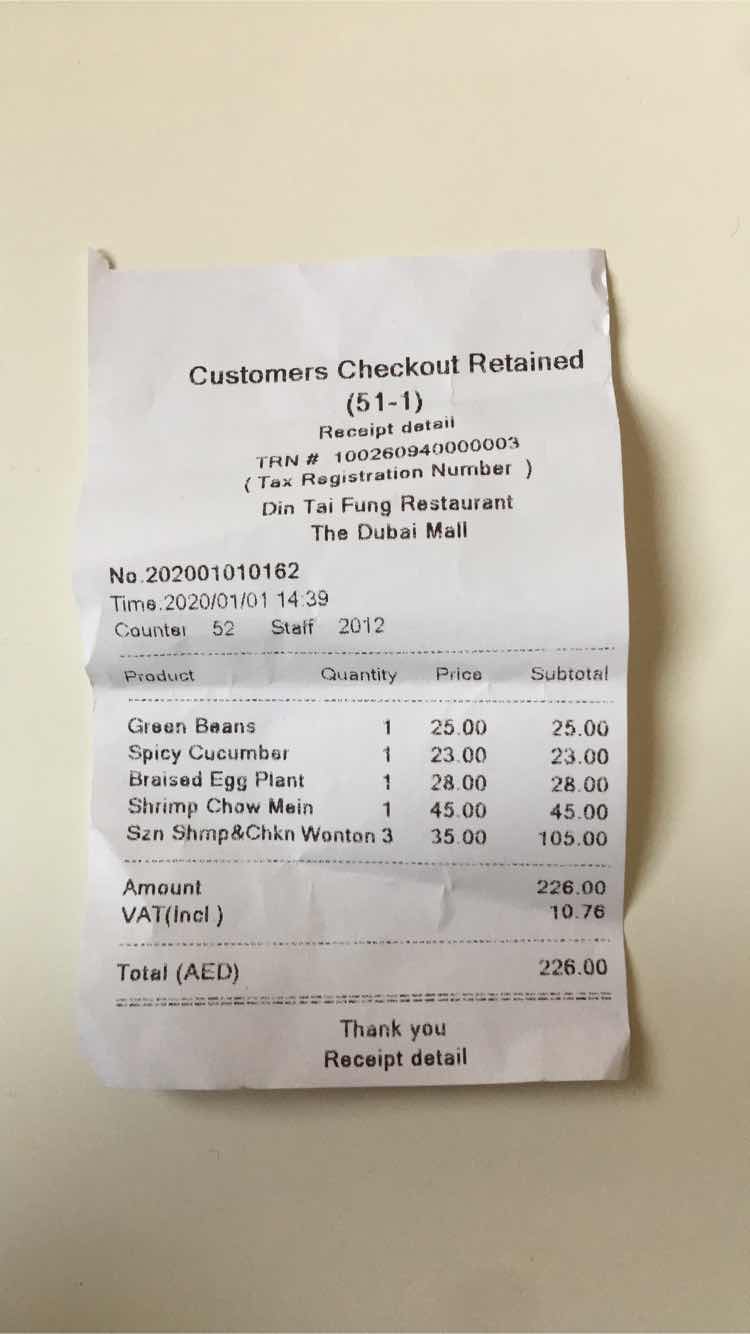 Customers Checkout Retained
(51-1)
Receipt detail
TRN # 100260940000003
( Tax Registration Number )
Din Tai Fung Restaurant
The Dubai Mall
No.202001010162
Time:2020/01/01 14:39
Counter 52 Staff 2012
Product Quantity Price Subtotal
Green Beans 1 25.00 25.00
Spicy Cucumber 1 23.00 23.00
Braised Egg Plant 1 28.00 28.00
Shrimp Chow Mein 1 45.00 45.00
Szn Shmp&Chkn Wonton 3 35.00 105.00
Amount 226.00
VAT(Incl.) 10.76
Total (AED) 226.00
Thank you
Receipt detail